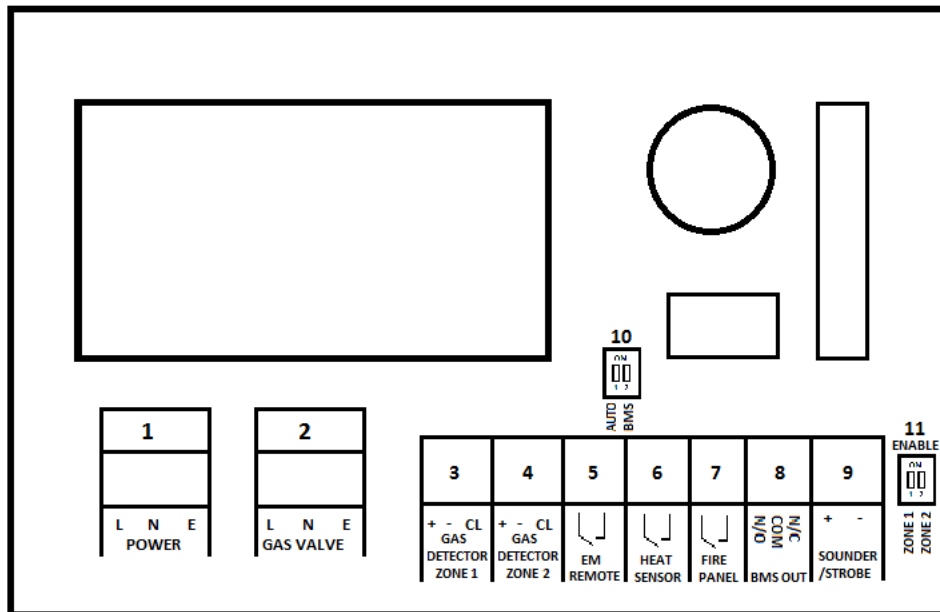 10
ON
1 2
AUTO
BMS
1
2
L N E
POWER
L N E
GAS VALVE
3
4
5
6
7
8
9
+ - CL
GAS
DETECTOR
ZONE 1
+ - CL
GAS
DETECTOR
ZONE 2
EM
REMOTE
HEAT
SENSOR
FIRE
PANEL
N/O
COM
N/C
BMS OUT
+ -
SOUNDER
/STROBE
11
ENABLE
ON
1 2
ZONE 1
ZONE 2